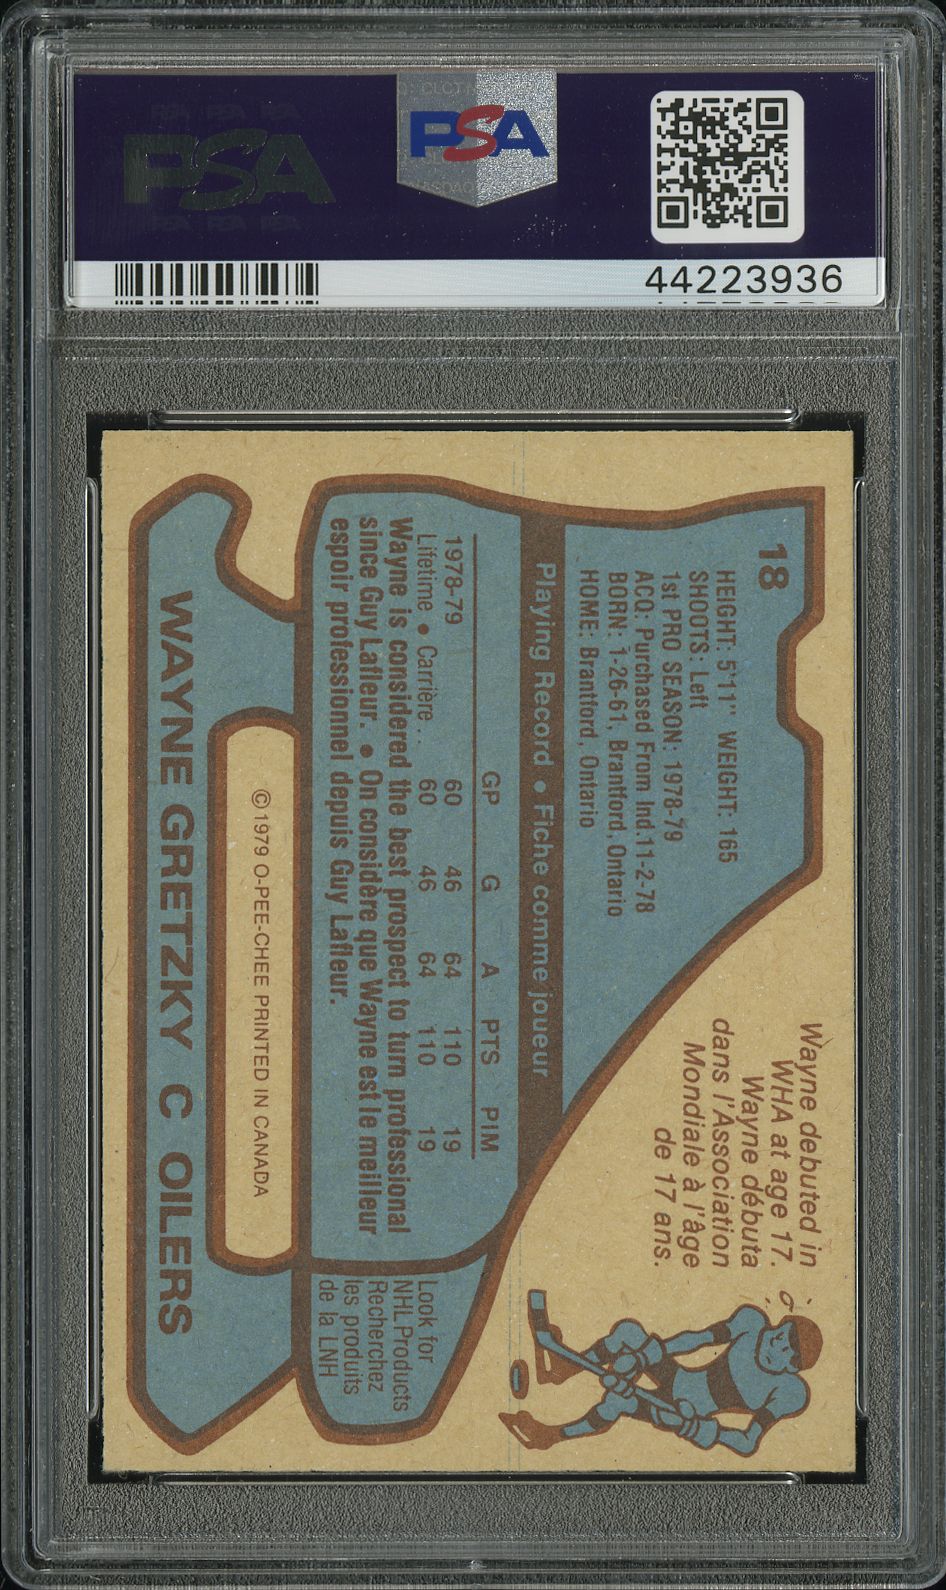 PSA
PSA
44223936
18
HEIGHT: 5'11" WEIGHT: 165
SHOOTS: Left
1st PRO SEASON: 1978-79
ACQ: Purchased From Ind.11-2-78
BORN: 1-26-61, Brantford, Ontario
HOME: Brantford, Ontario
Wayne debuted in
WHA at age 17.
Wayne débuta
dans l'Association
Mondiale à l'âge
de 17 ans.
Playing Record • Fiche comme joueur
GP G A PTS PIM
1978-79 60 46 64 110 19
Lifetime • Carrière.. 60 46 64 110 19
Wayne is considered the best prospect to turn professional
since Guy Lafleur. • On considère que Wayne est le meilleur
espoir professionnel depuis Guy Lafleur.
Look for
NHL Products
Recherchez
les produits
de la LNH
© 1979 O-PEE-CHEE PRINTED IN CANADA
WAYNE GRETZKY C OILERS